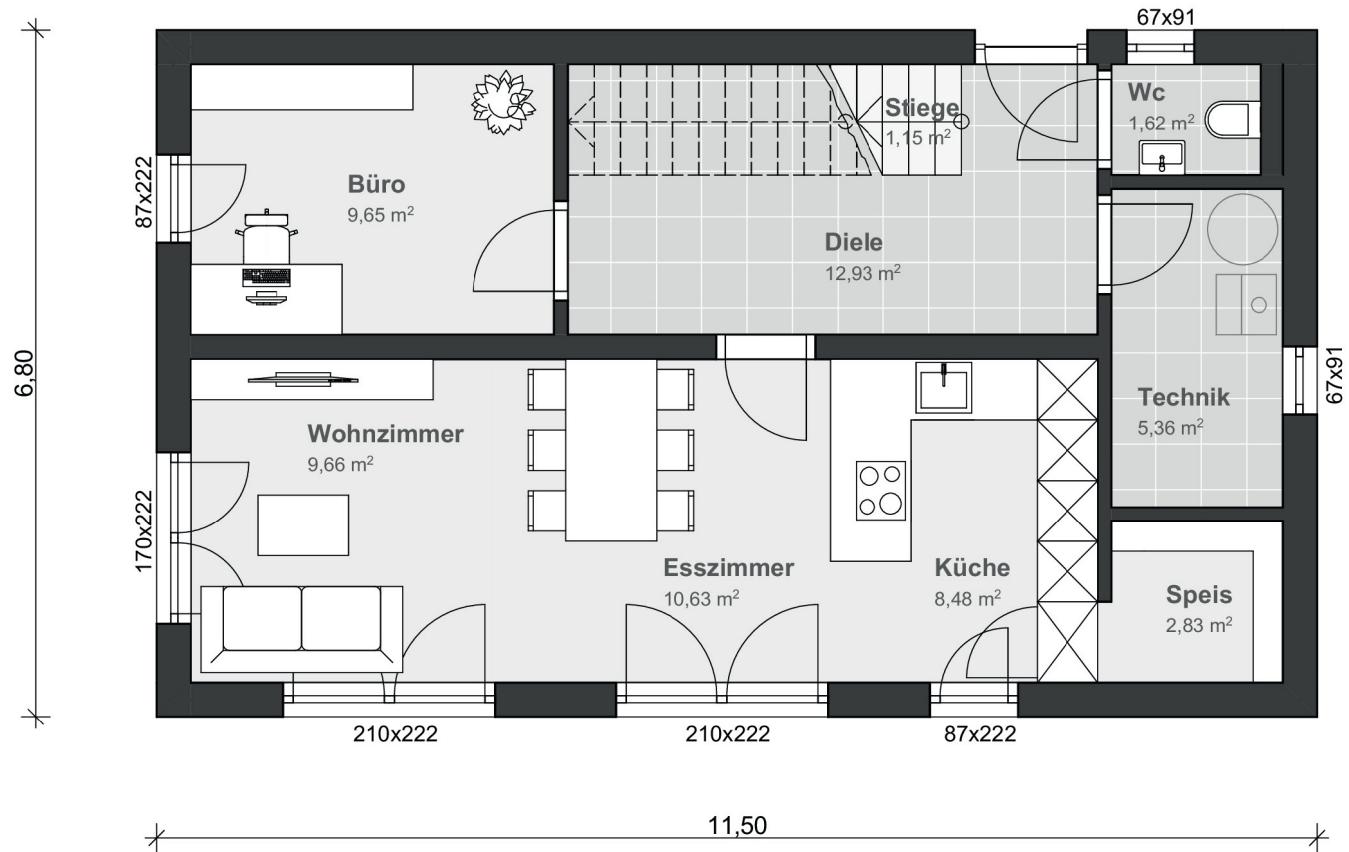 67x91
Stiege
1,15 m²
Wc
1,62 m²
87x222
Büro
9,65 m²
Diele
12,93 m²
6,80
67x91
Technik
5,36 m²
Wohnzimmer
9,66 m²
170x222
Esszimmer
10,63 m²
Küche
8,48 m²
Speis
2,83 m²
210x222
210x222
87x222
11,50